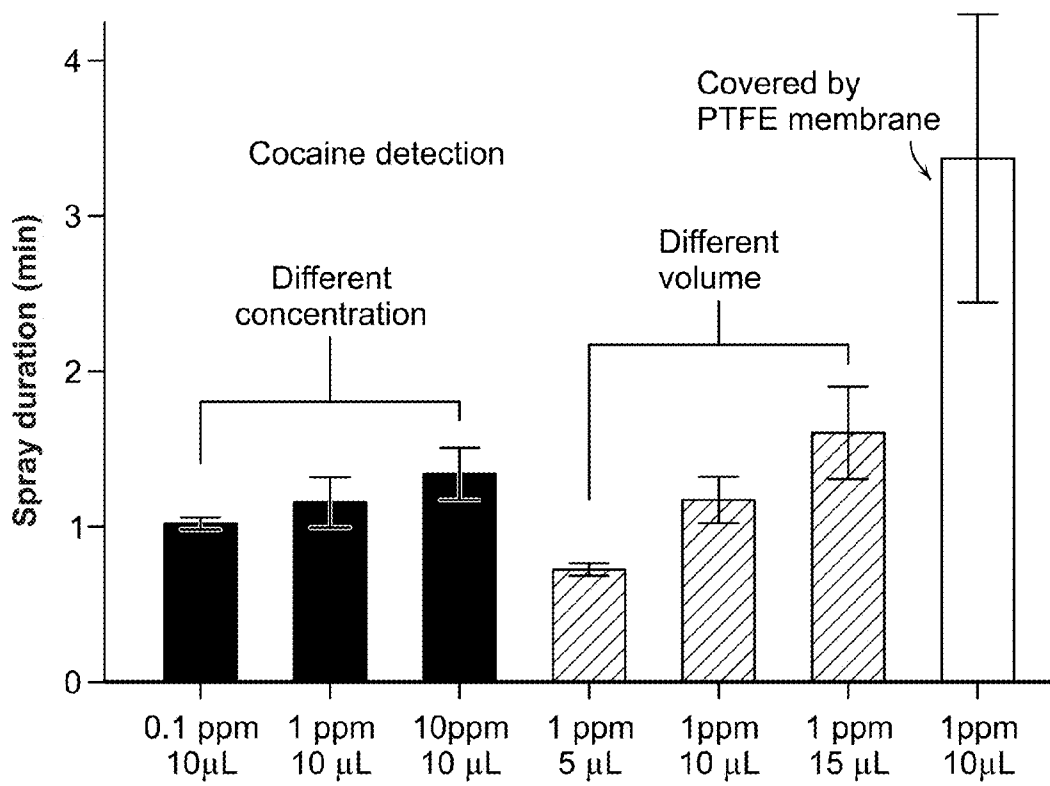 Cocaine detection
Different
concentration
Different
volume
Covered by
PTFE membrane
Spray duration (min)
4
3
2
1
0
0.1 ppm
10μL
1 ppm
10 μL
10ppm
10 μL
1 ppm
5 μL
1ppm
10 μL
1 ppm
15 μL
1ppm
10μL